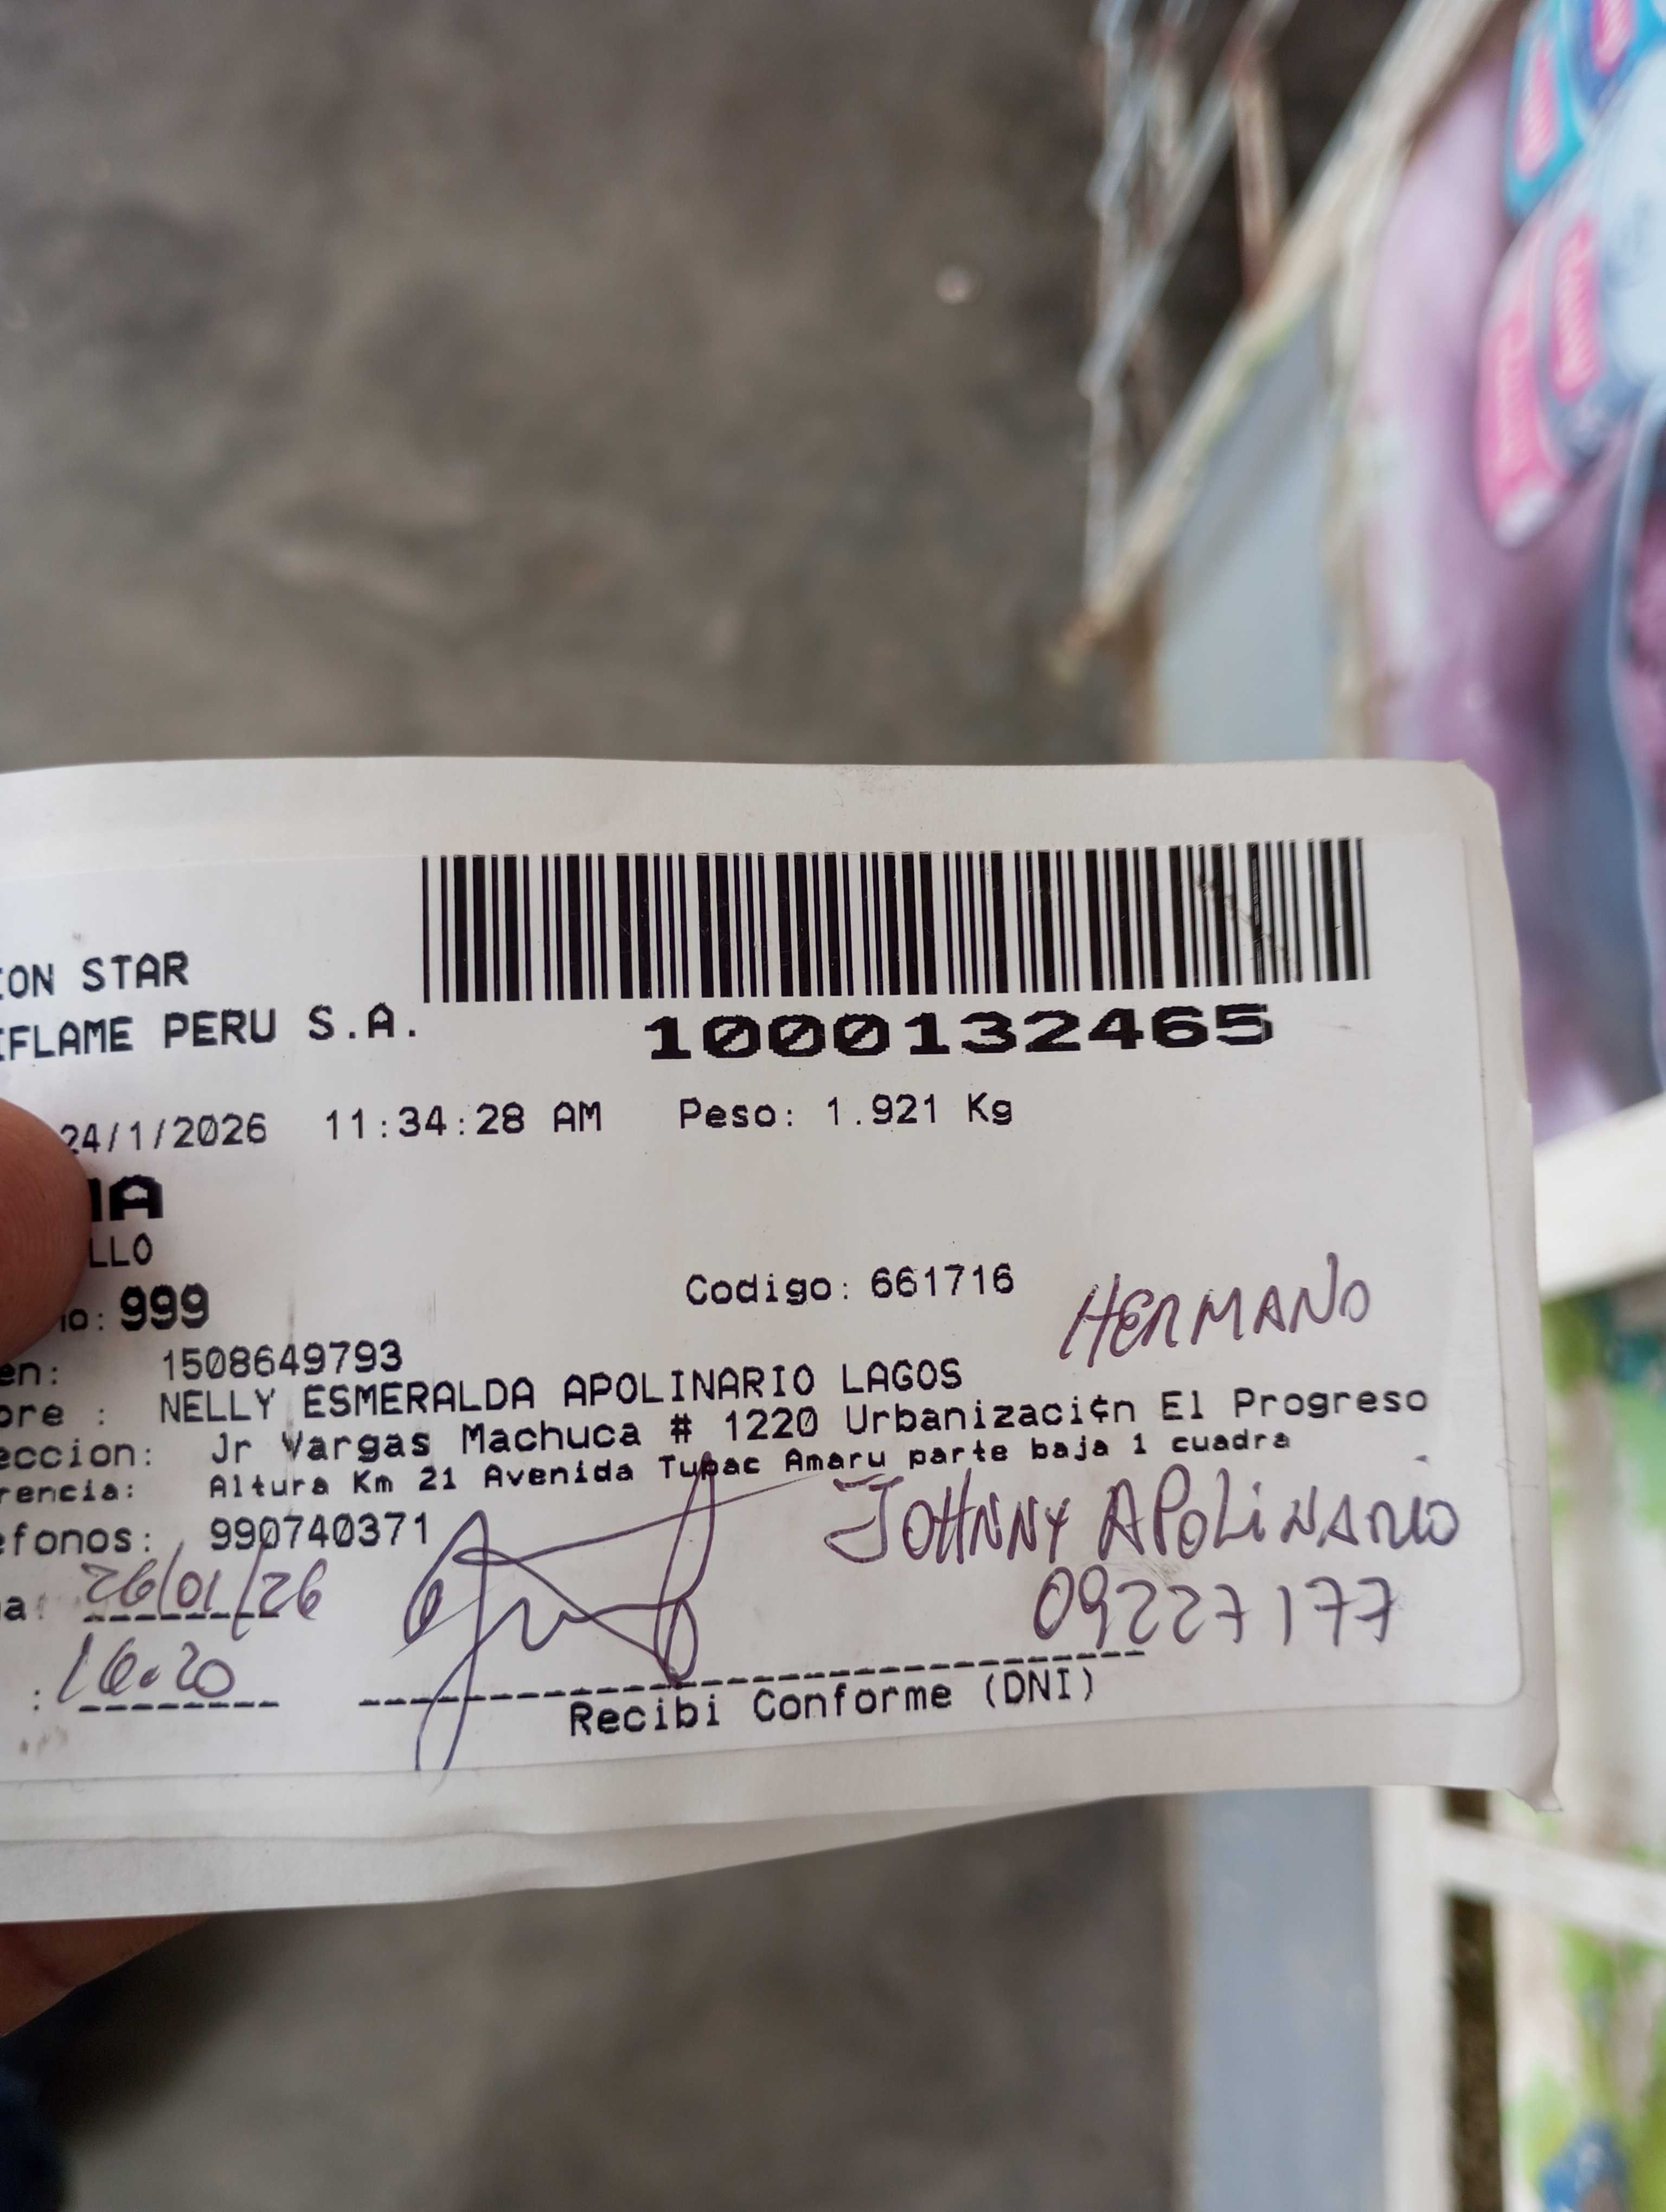 ON STAR
FLAME PERU S.A.
1000132465
24/1/2026 11:34:28 AM Peso: 1.921 Kg
LLO
999
Codigo: 661716
HERMANO
en: 1508649793
bre : NELLY ESMERALDA APOLINARIO LAGOS
eccion: Jr Vargas Machuca # 1220 Urbanizaci¢n El Progreso
rencia: Altura Km 21 Avenida Tupac Amaru parte baja 1 cuadra
efonos: 990740371
JOHNNY APOLINARIO
a: 26/01/26
09227177
: 16.20
Recibi Conforme (DNI)